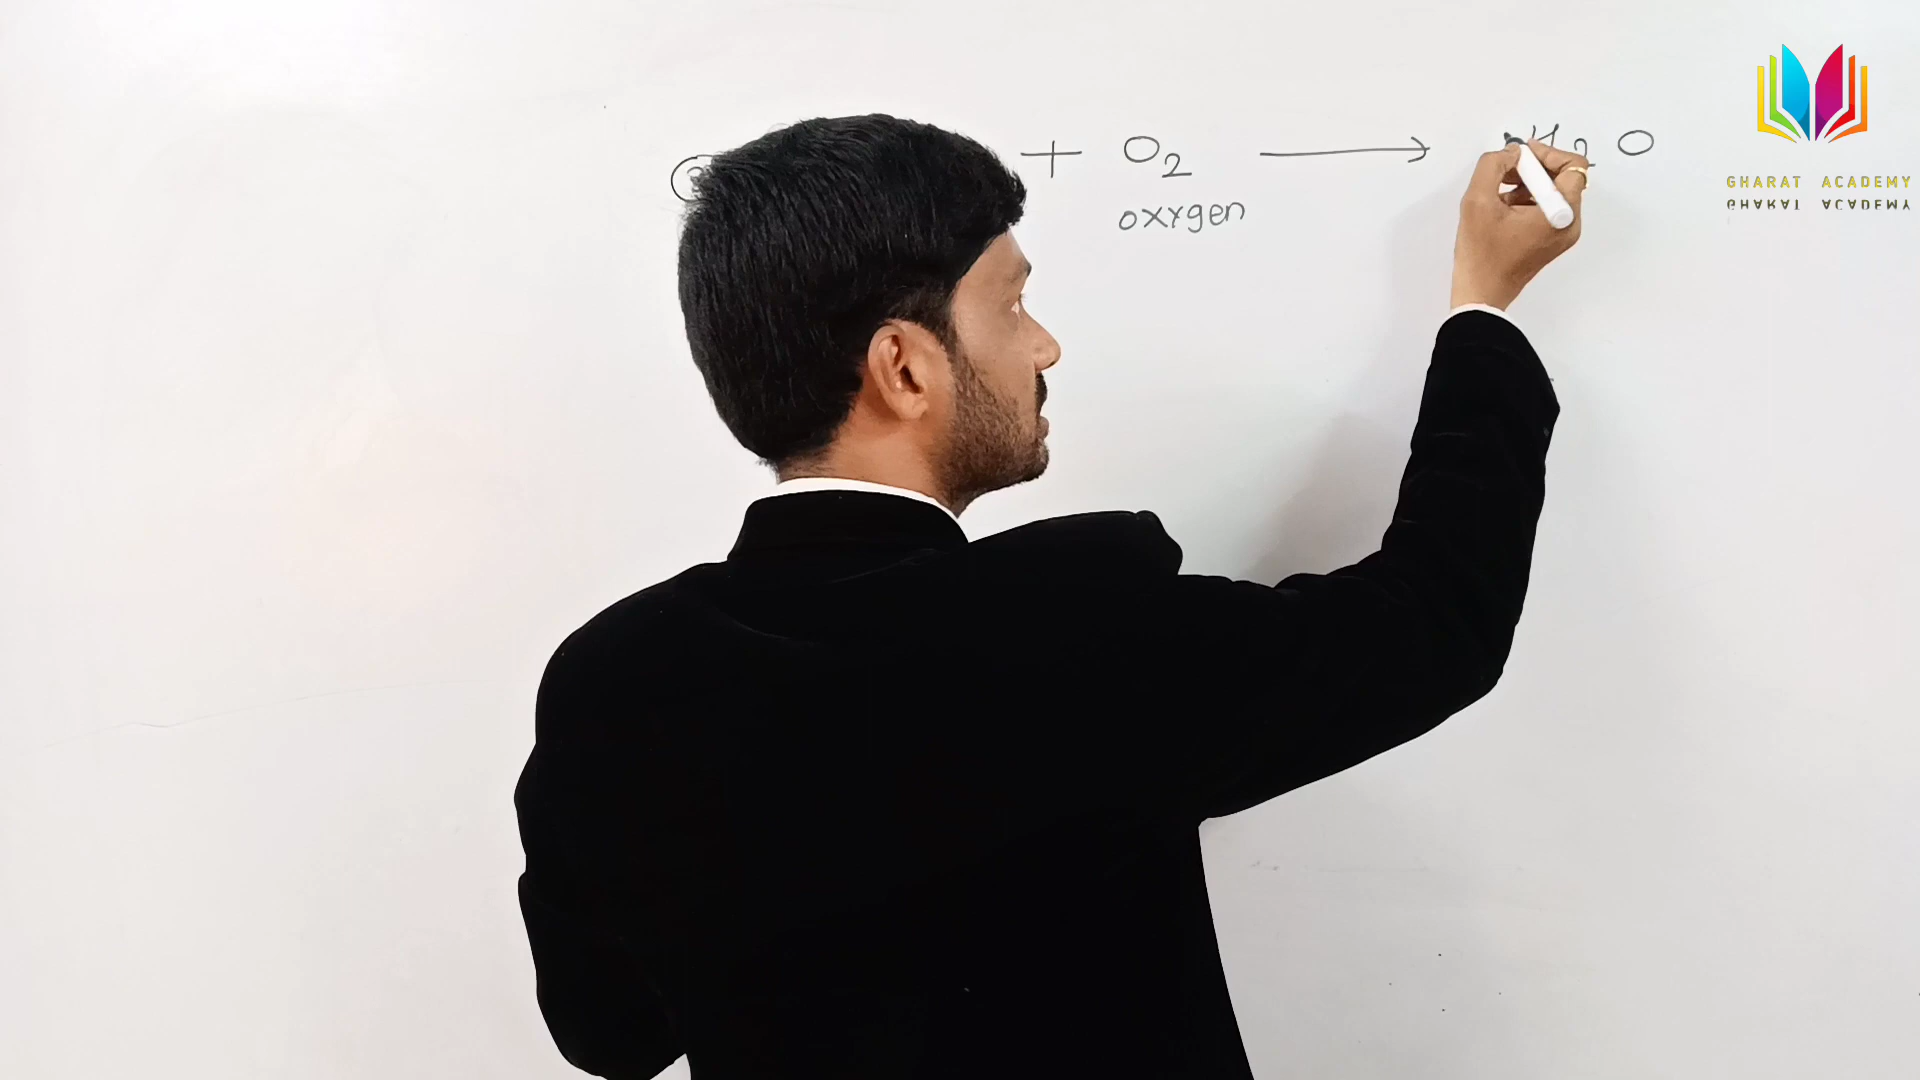 + O2 → H2O
oxygen
GHARAT ACADEMY